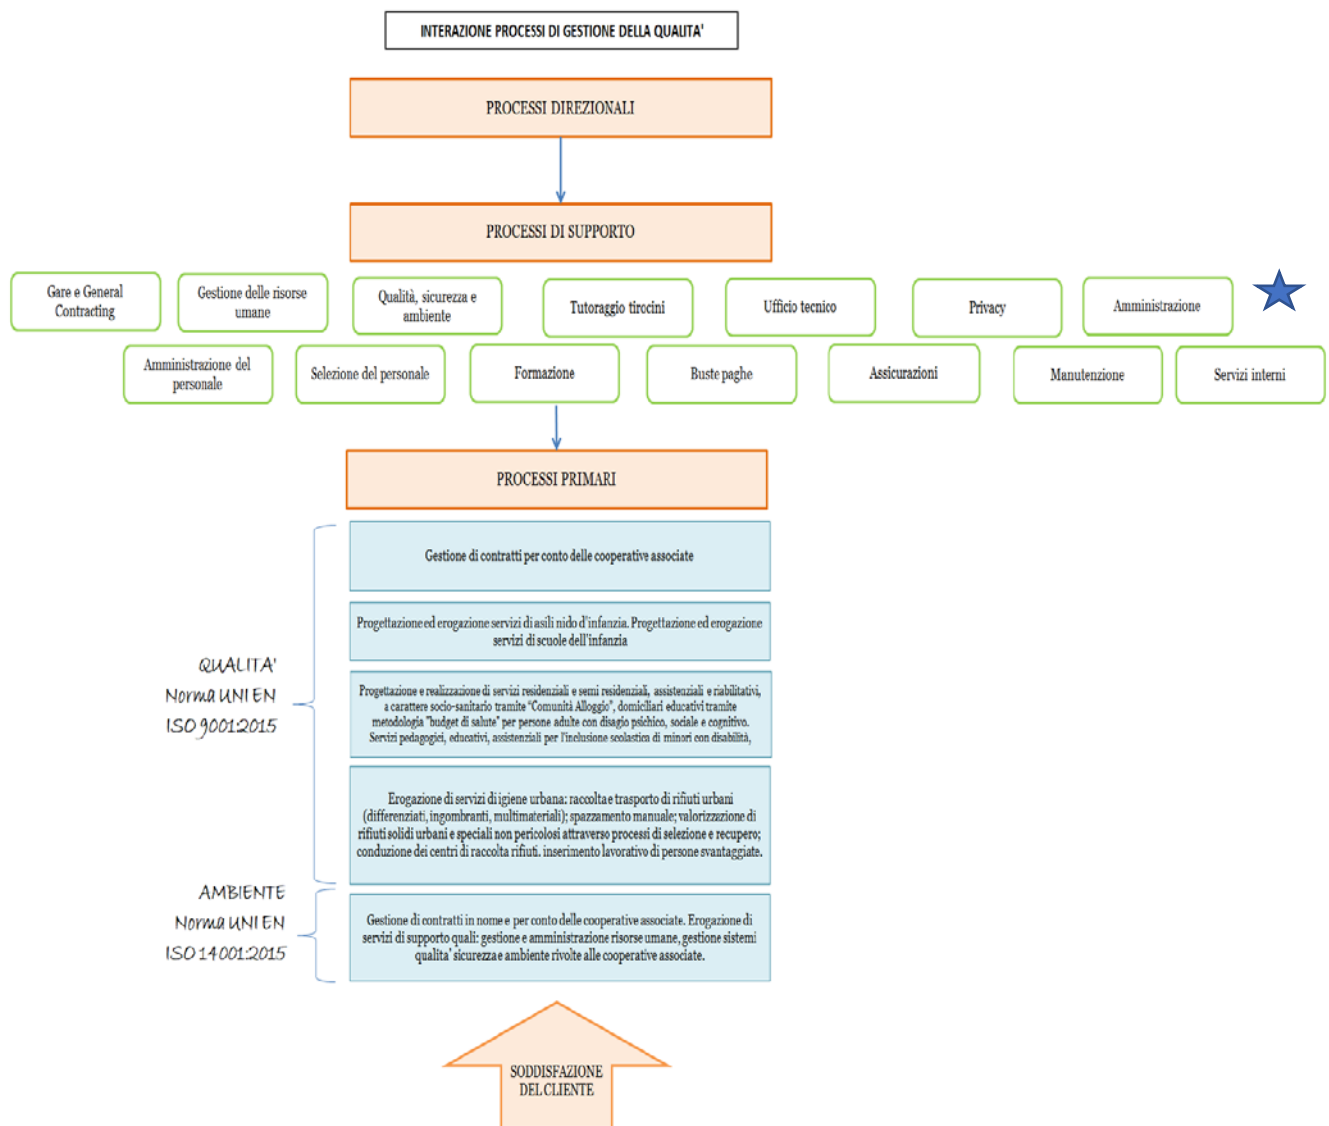 INTERAZIONE PROCESSI DI GESTIONE DELLA QUALITA'
PROCESSI DIREZIONALI
PROCESSI DI SUPPORTO
Gare e General
Contracting
Gestione delle risorse
umane
Qualità, sicurezza e
ambiente
Tutoraggio tirocini
Ufficio tecnico
Privacy
Amministrazione
Amministrazione del
personale
Selezione del personale
Formazione
Buste paghe
Assicurazioni
Manutenzione
Servizi interni
PROCESSI PRIMARI
Gestione di contratti per conto delle cooperative associate
Progettazione ed erogazione servizi di asili nido d'infanzia. Progettazione ed erogazione
servizi di scuole dell'infanzia
QUALITA'
Norma UNI EN
ISO 9001:2015
Progettazione e realizzazione di servizi residenziali e semi residenziali, assistenziali e riabilitativi,
a carattere socio-sanitario tramite “Comunità Alloggio”, domiciliari educativi tramite
metodologia "budget di salute" per persone adulte con disagio psichico, sociale e cognitivo.
Servizi pedagogici, educativi, assistenziali per l'inclusione scolastica di minori con disabilità,
Erogazione di servizi di igiene urbana: raccolta e trasporto di rifiuti urbani
(differenziati, ingombranti, multimateriali); spazzamento manuale; valorizzazione di
rifiuti solidi urbani e speciali non pericolosi attraverso processi di selezione e recupero;
conduzione dei centri di raccolta rifiuti. inserimento lavorativo di persone svantaggiate.
AMBIENTE
Norma UNI EN
ISO 14001:2015
Gestione di contratti in nome e per conto delle cooperative associate. Erogazione di
servizi di supporto quali: gestione e amministrazione risorse umane, gestione sistemi
qualita' sicurezza e ambiente rivolte alle cooperative associate.
SODDISFAZIONE
DEL CLIENTE